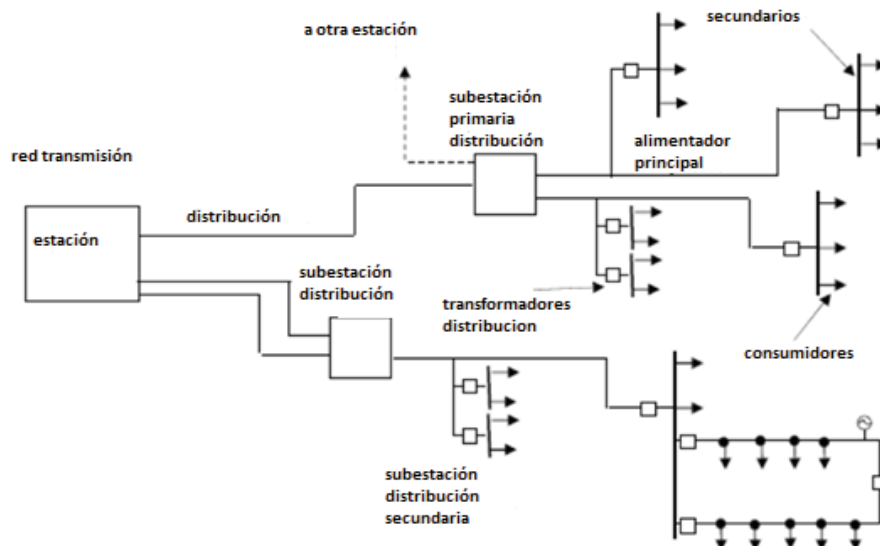 secundarios
a otra estación
subestación
primaria
distribución
alimentador
principal
red transmisión
distribución
estación
subestación
distribución
transformadores
distribucion
consumidores
subestación
distribución
secundaria